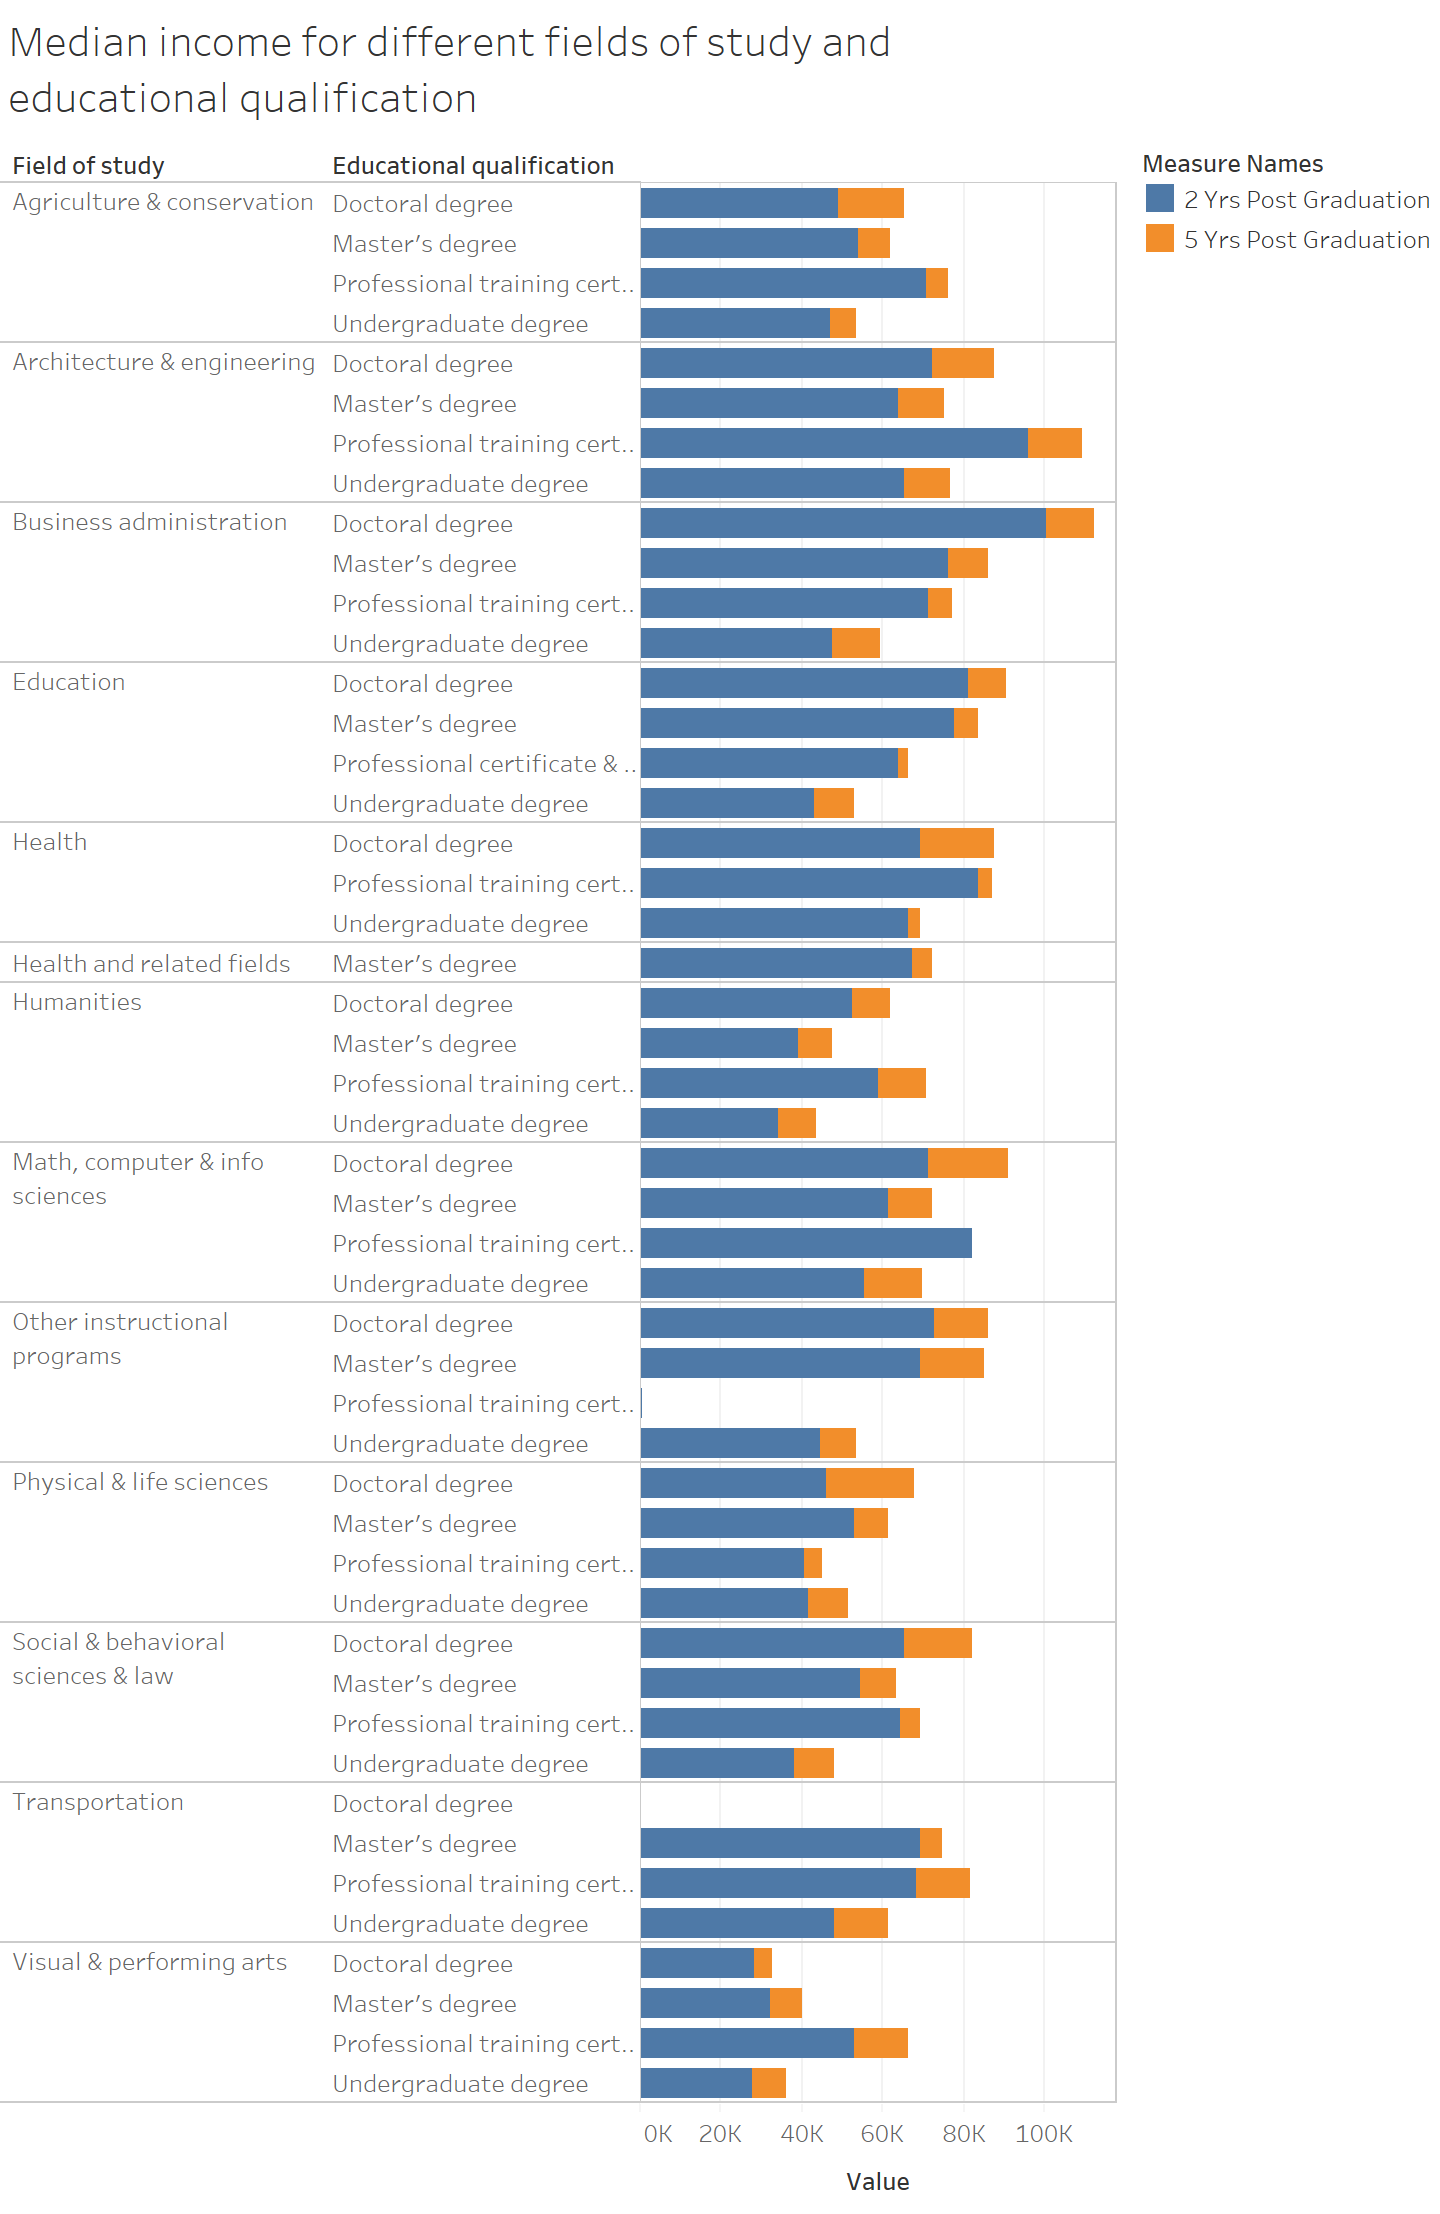 Median income for different fields of study and
educational qualification
Field of study Educational qualification
Measure Names
2 Yrs Post Graduation
5 Yrs Post Graduation
Agriculture & conservation Doctoral degree
Master's degree
Professional training cert..
Undergraduate degree
Architecture & engineering Doctoral degree
Master's degree
Professional training cert..
Undergraduate degree
Business administration Doctoral degree
Master's degree
Professional training cert..
Undergraduate degree
Education Doctoral degree
Master's degree
Professional certificate & ..
Undergraduate degree
Health Doctoral degree
Professional training cert..
Undergraduate degree
Health and related fields Master's degree
Humanities Doctoral degree
Master's degree
Professional training cert..
Undergraduate degree
Math, computer & info
sciences
Doctoral degree
Master's degree
Professional training cert..
Undergraduate degree
Other instructional
programs
Doctoral degree
Master's degree
Professional training cert..
Undergraduate degree
Physical & life sciences Doctoral degree
Master's degree
Professional training cert..
Undergraduate degree
Social & behavioral
sciences & law
Doctoral degree
Master's degree
Professional training cert..
Undergraduate degree
Transportation Doctoral degree
Master's degree
Professional training cert..
Undergraduate degree
Visual & performing arts Doctoral degree
Master's degree
Professional training cert..
Undergraduate degree
0K 20K 40K 60K 80K 100K
Value